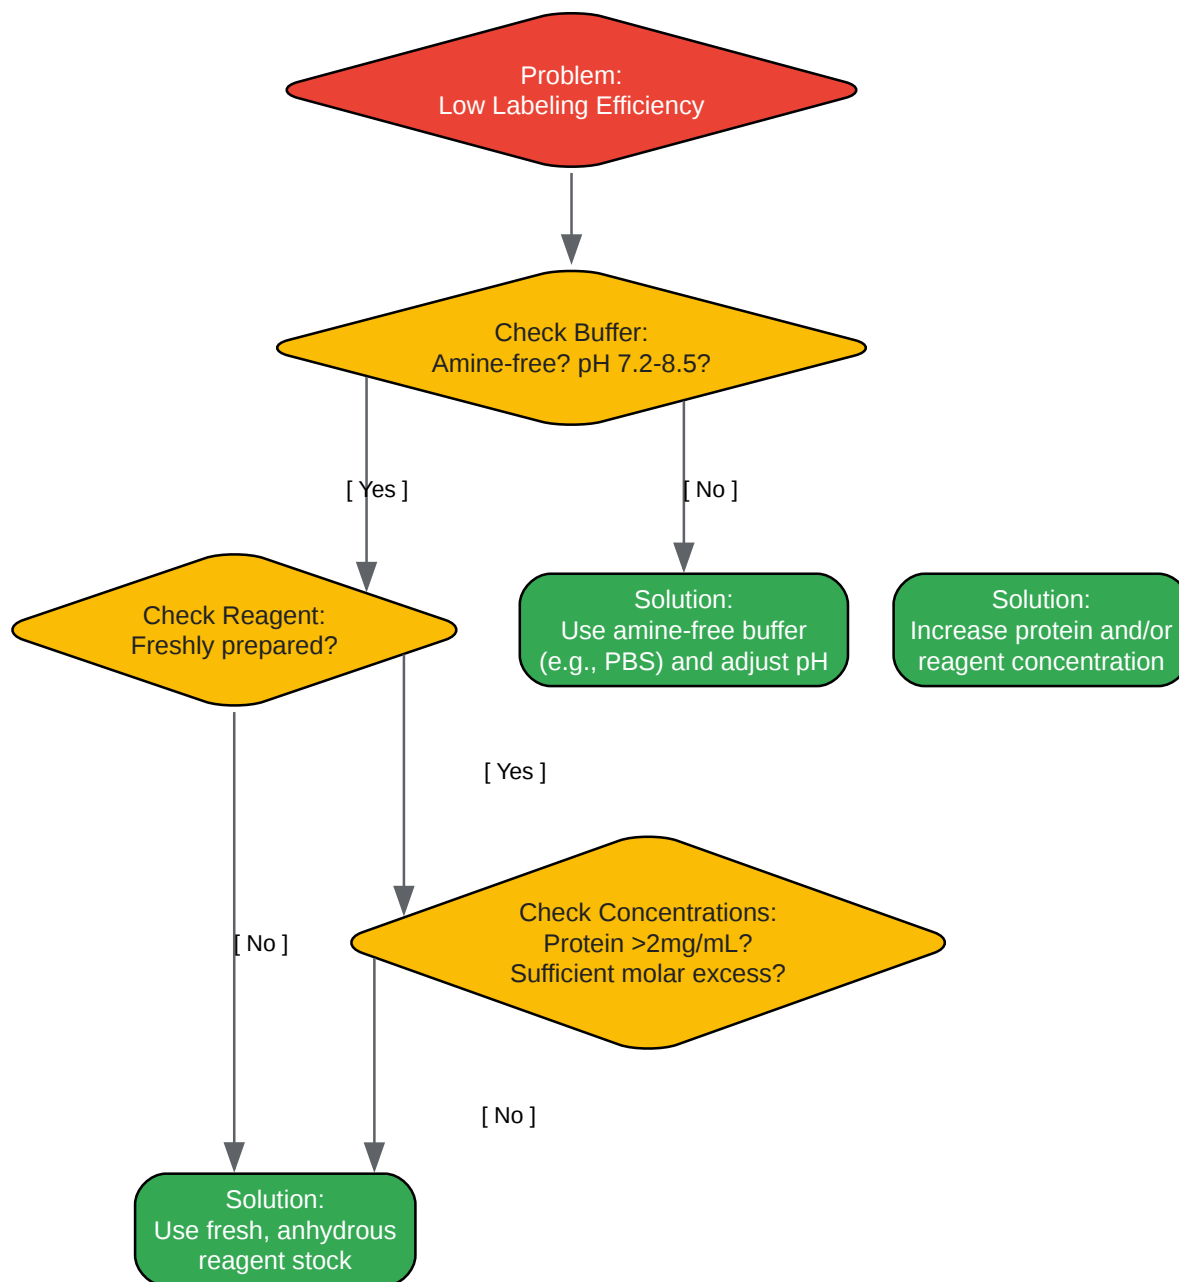 Problem:
Low Labeling Efficiency
Check Buffer:
Amine-free? pH 7.2-8.5?
[ Yes ]
[ No ]
Check Reagent:
Freshly prepared?
Solution:
Use amine-free buffer
(e.g., PBS) and adjust pH
Solution:
Increase protein and/or
reagent concentration
[ Yes ]
Check Concentrations:
Protein >2mg/mL?
Sufficient molar excess?
[ No ]
[ No ]
Solution:
Use fresh, anhydrous
reagent stock